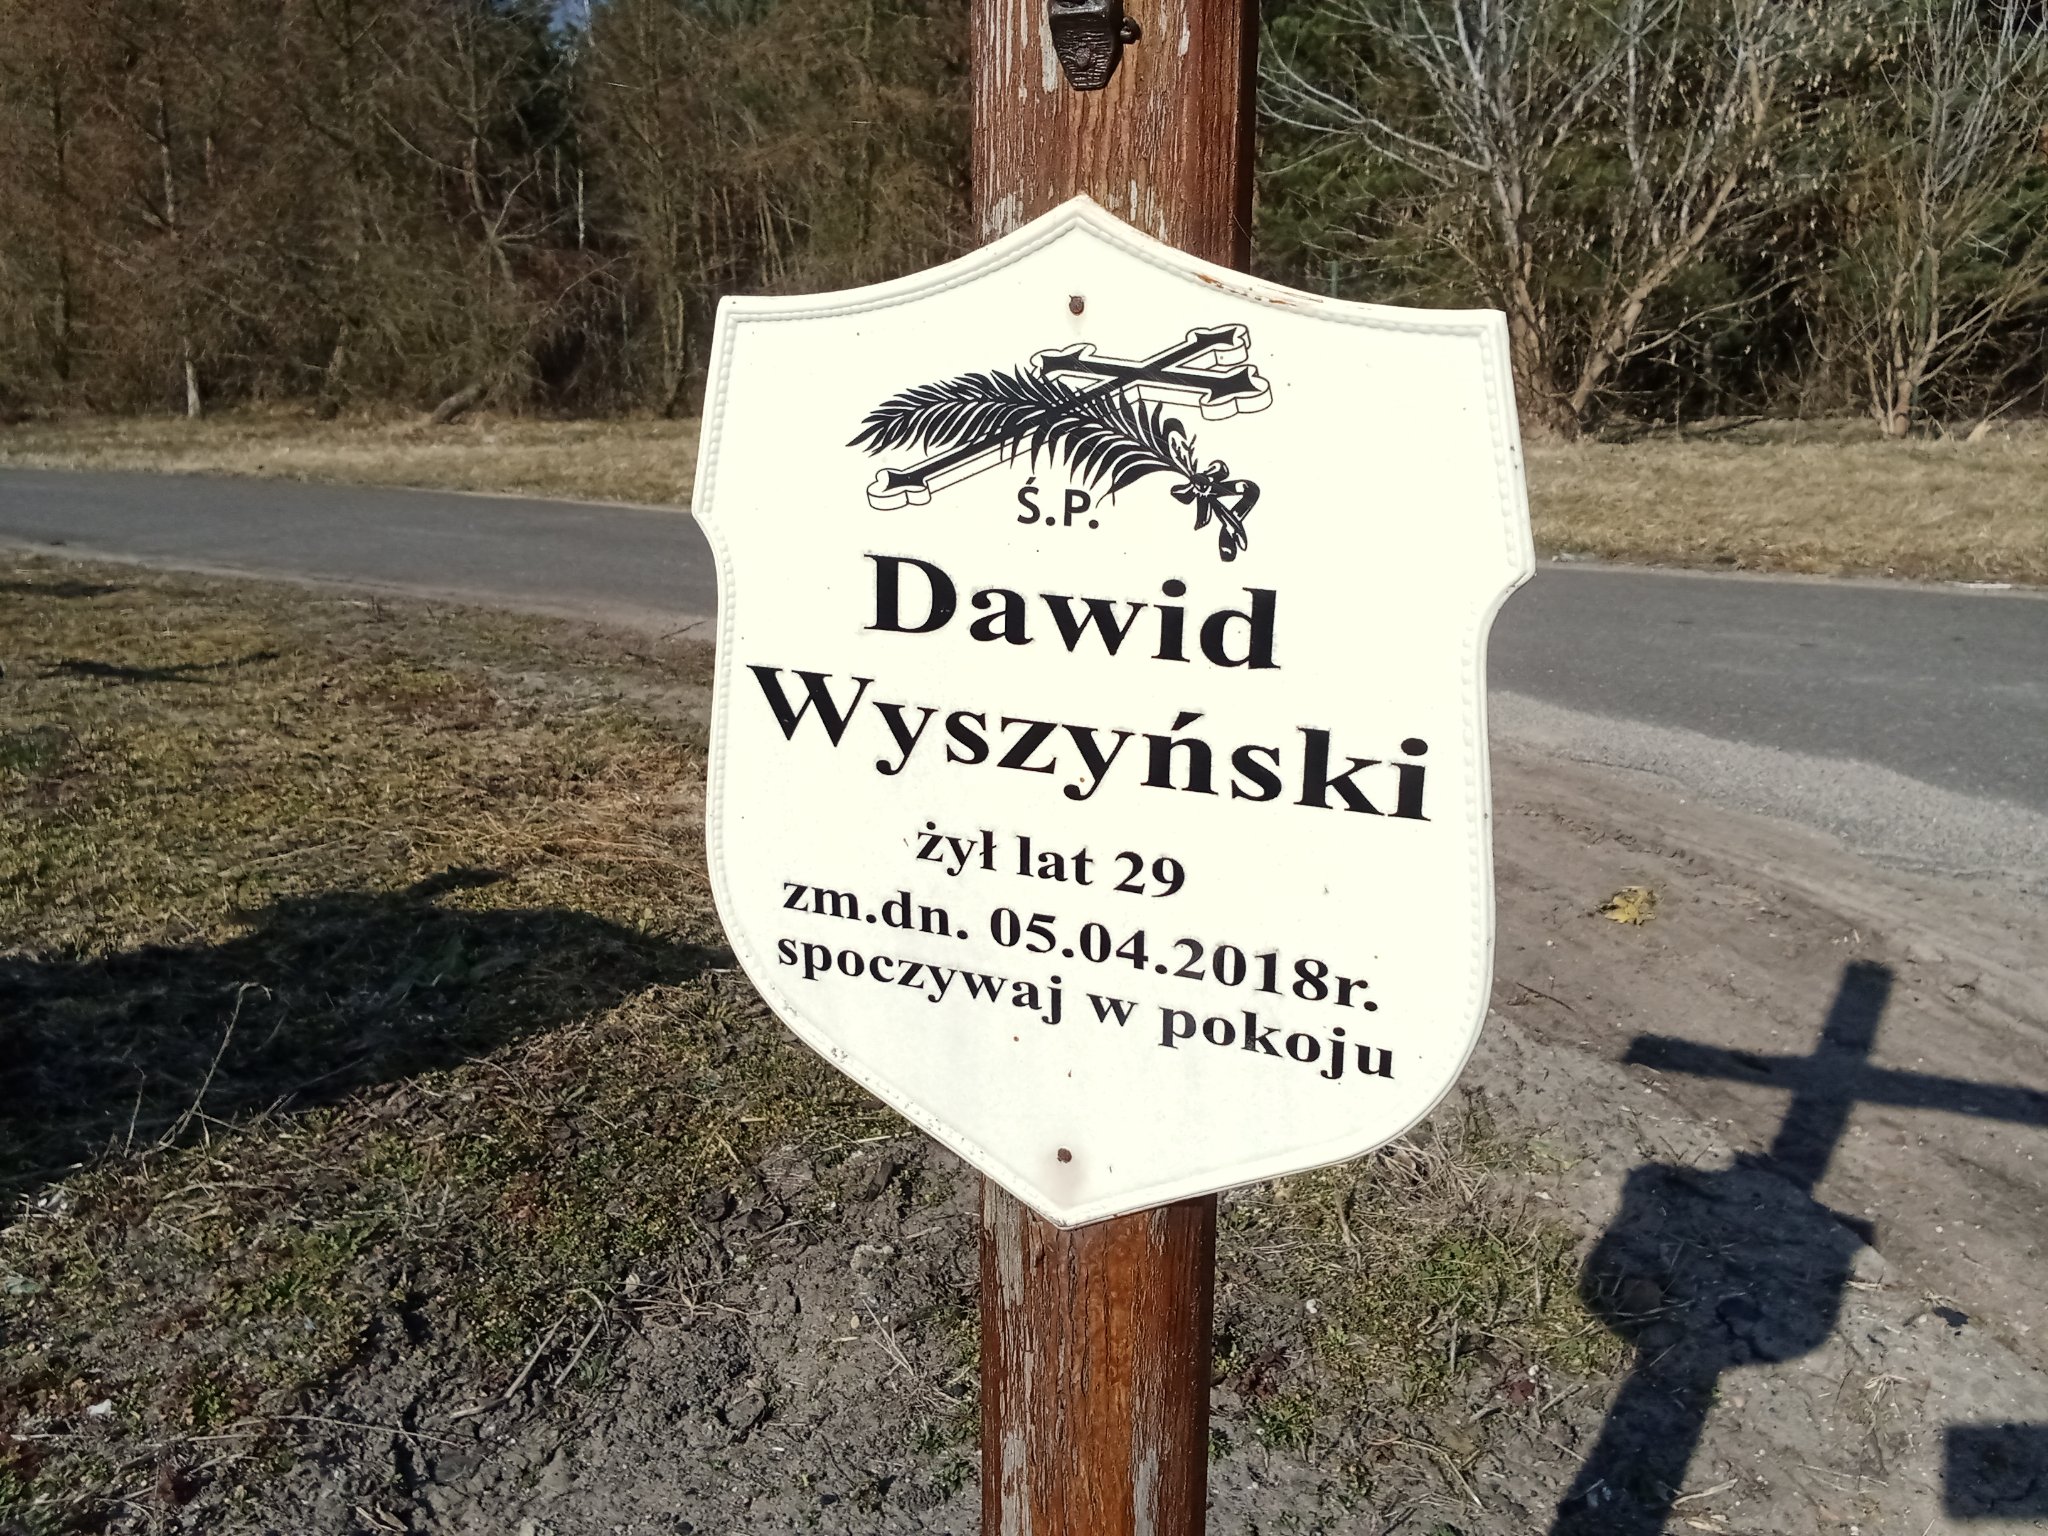 Ś.P.
Dawid
Wyszyński
żył lat 29
zm.dn. 05.04.2018r.
spoczywaj w pokoju